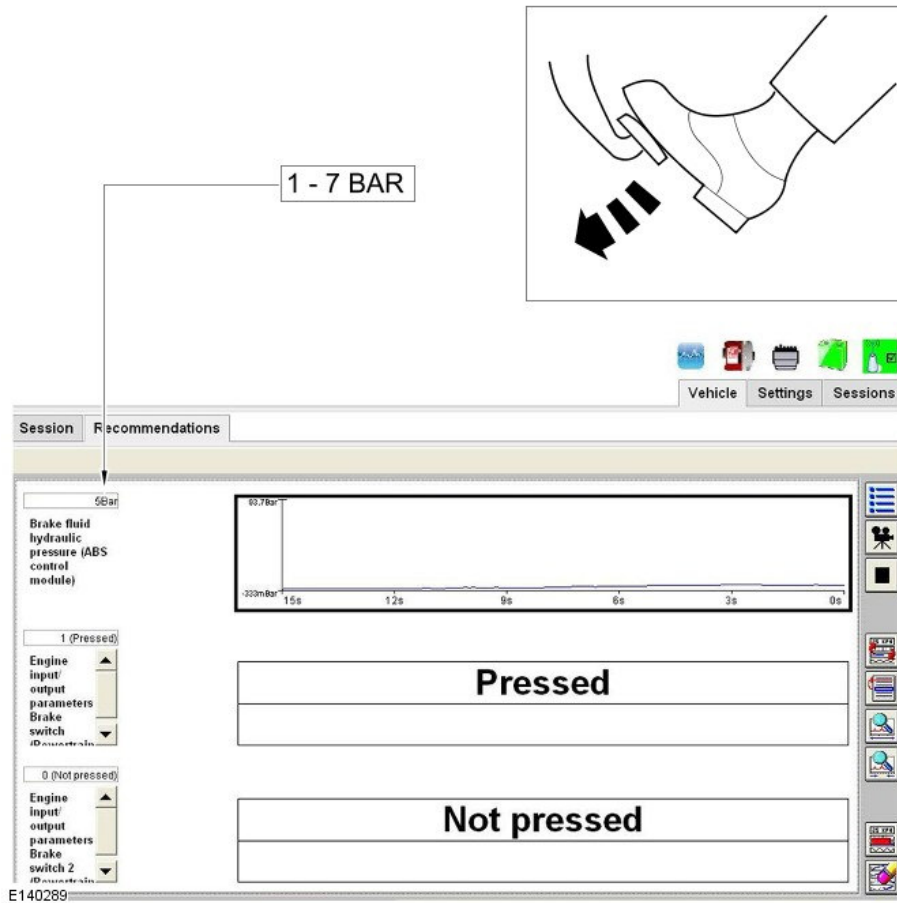 1 - 7 BAR
Vehicle
Settings
Sessions
Session
Recommendations
5Bar
Brake fluid
hydraulic
pressure (ABS
control
module)
93.7Bar
-333mBar
15s
12s
9s
6s
3s
0s
1 (Pressed)
Engine
input/
output
parameters
Brake
switch
(Powertrain
Pressed
0 (Not pressed)
Engine
input/
output
parameters
Brake
switch 2
(Powertrain
Not pressed
E140289